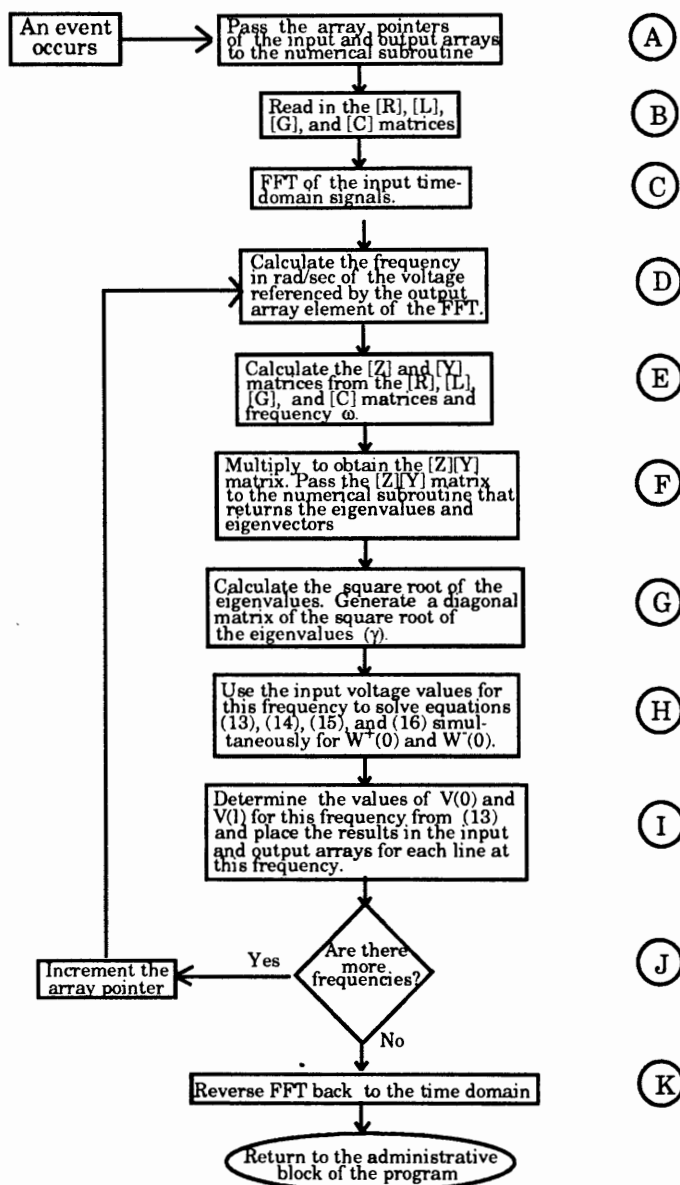 An event
occurs
Pass the array pointers
of the input and output arrays
to the numerical subroutine
A
Read in the [R], [L],
[G], and [C] matrices
B
FFT of the input time-
domain signals.
C
Calculate the frequency
in rad/sec of the voltage
referenced by the output
array element of the FFT.
D
Calculate the [Z] and [Y]
matrices from the [R], [L],
[G], and [C] matrices and
frequency ω.
E
Multiply to obtain the [Z][Y]
matrix. Pass the [Z][Y] matrix
to the numerical subroutine that
returns the eigenvalues and
eigenvectors
F
Calculate the square root of the
eigenvalues. Generate a diagonal
matrix of the square root of
the eigenvalues (γ).
G
Use the input voltage values for
this frequency to solve equations
(13), (14), (15), and (16) simul-
taneously for W⁺(0) and W⁻(0).
H
Determine the values of V(0) and
V(l) for this frequency from (13)
and place the results in the input
and output arrays for each line at
this frequency.
I
Are there
more
frequencies?
J
Yes
Increment the
array pointer
No
Reverse FFT back to the time domain
K
Return to the administrative
block of the program